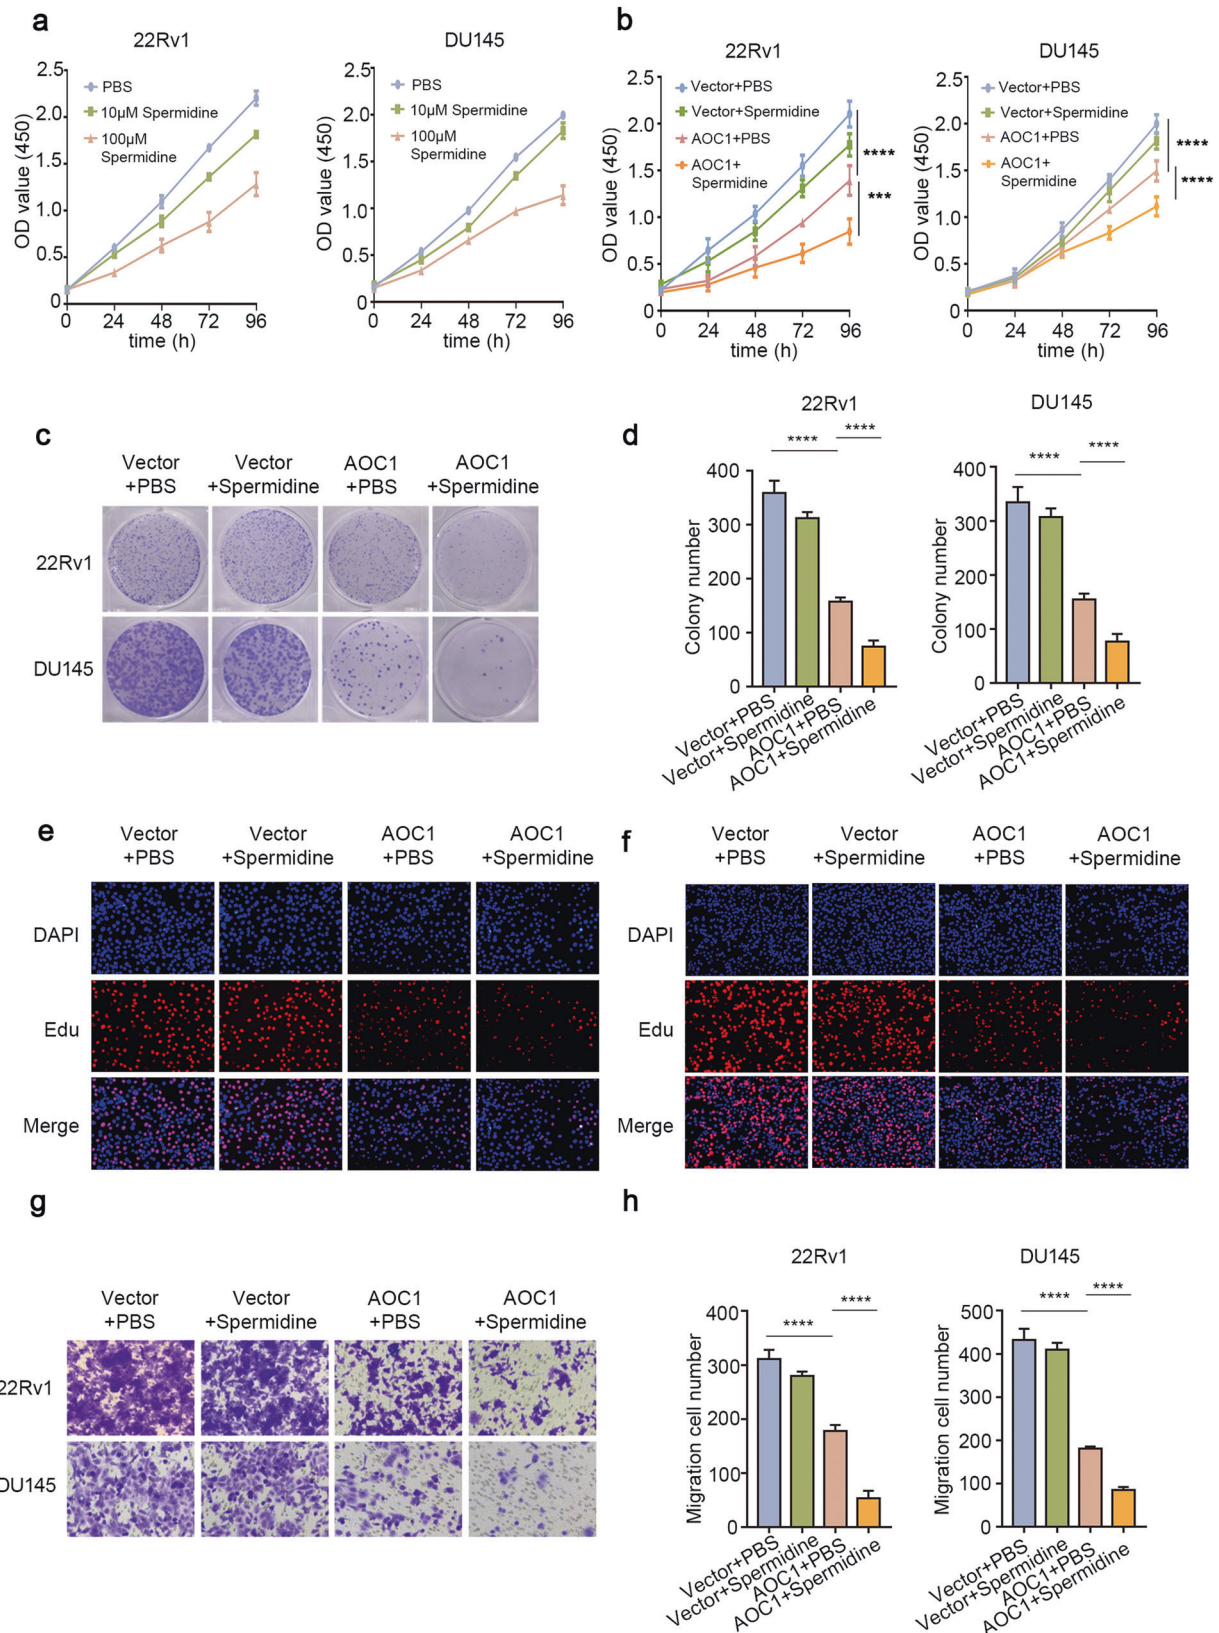 a
22Rv1
DU145
OD value (450)
2.5
2.0
1.5
1.0
0.5
0
PBS
10μM Spermidine
100μM
Spermidine
0 24 48 72 96
time (h)
OD value (450)
2.5
2.0
1.5
1.0
0.5
0
PBS
10μM Spermidine
100μM
Spermidine
0 24 48 72 96
time (h)
b
22Rv1
DU145
OD value (450)
2.5
2.0
1.5
1.0
0.5
0
Vector+PBS
Vector+Spermidine
AOC1+PBS
AOC1+
Spermidine
****
***
0 24 48 72 96
time (h)
OD value (450)
2.5
2.0
1.5
1.0
0.5
0
Vector+PBS
Vector+Spermidine
AOC1+PBS
AOC1+
Spermidine
****
****
0 24 48 72 96
time (h)
c
Vector
+PBS
Vector
+Spermidine
AOC1
+PBS
AOC1
+Spermidine
22Rv1
DU145
d
22Rv1
DU145
Colony number
400
300
200
100
0
****
****
Vector+PBS
Vector+Spermidine
AOC1+PBS
AOC1+Spermidine
Colony number
400
300
200
100
0
****
****
Vector+PBS
Vector+Spermidine
AOC1+PBS
AOC1+Spermidine
e
Vector
+PBS
Vector
+Spermidine
AOC1
+PBS
AOC1
+Spermidine
DAPI
Edu
Merge
f
Vector
+PBS
Vector
+Spermidine
AOC1
+PBS
AOC1
+Spermidine
DAPI
Edu
Merge
g
Vector
+PBS
Vector
+Spermidine
AOC1
+PBS
AOC1
+Spermidine
22Rv1
DU145
h
22Rv1
DU145
Migration cell number
400
300
200
100
0
****
****
Vector+PBS
Vector+Spermidine
AOC1+PBS
AOC1+Spermidine
Migration cell number
500
400
300
200
100
0
****
****
Vector+PBS
Vector+Spermidine
AOC1+PBS
AOC1+Spermidine